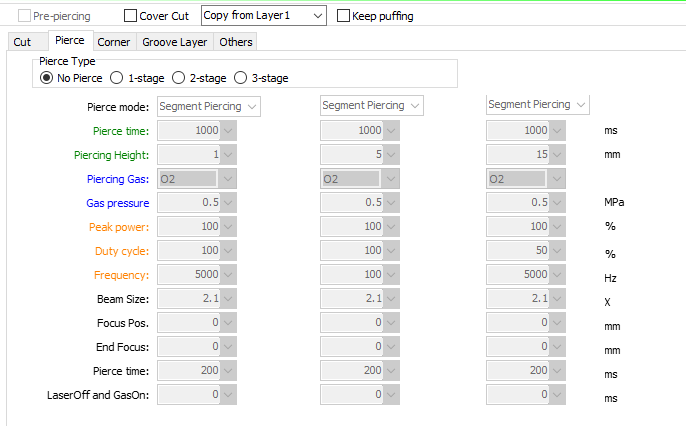 Pre-piercing Cover Cut Copy from Layer1 Keep puffing
Cut Pierce Corner Groove Layer Others
Pierce Type
No Pierce 1-stage 2-stage 3-stage
Pierce mode: Segment Piercing Segment Piercing Segment Piercing
Pierce time: 1000 1000 1000 ms
Piercing Height: 1 5 15 mm
Piercing Gas: O2 O2 O2
Gas pressure 0.5 0.5 0.5 MPa
Peak power: 100 100 100 %
Duty cycle: 100 100 50 %
Frequency: 5000 100 5000 Hz
Beam Size: 2.1 2.1 2.1 X
Focus Pos. 0 0 0 mm
End Focus: 0 0 0 mm
Pierce time: 200 200 200 ms
LaserOff and GasOn: 0 0 0 ms